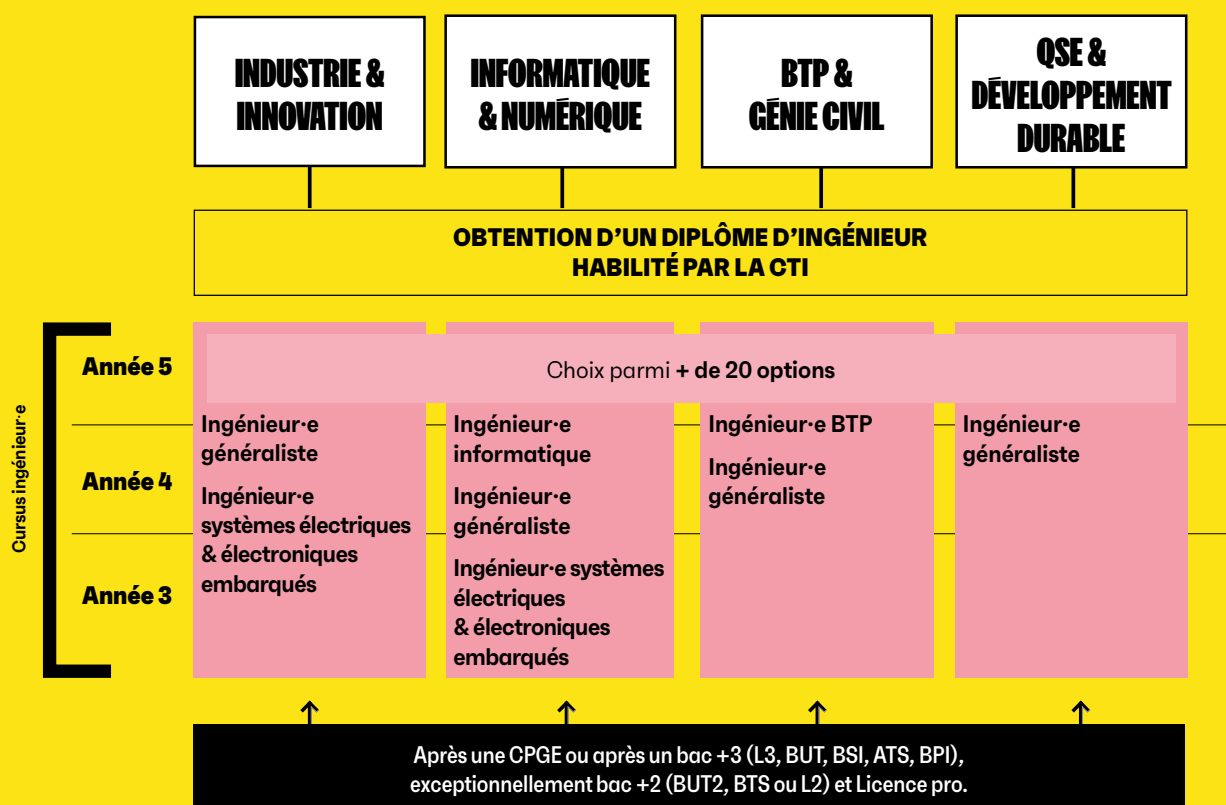 INDUSTRIE &
INNOVATION
INFORMATIQUE
& NUMÉRIQUE
BTP &
GÉNIE CIVIL
QSE &
DÉVELOPPEMENT
DURABLE
OBTENTION D'UN DIPLÔME D'INGÉNIEUR
HABILITÉ PAR LA CTI
Cursus ingénieur·e
Année 5
Choix parmi + de 20 options
Année 4
Année 3
Ingénieur·e
généraliste
Ingénieur·e
systèmes électriques
& électroniques
embarqués
Ingénieur·e
informatique
Ingénieur·e
généraliste
Ingénieur·e systèmes
électriques
& électroniques
embarqués
Ingénieur·e BTP
Ingénieur·e
généraliste
Ingénieur·e
généraliste
Après une CPGE ou après un bac +3 (L3, BUT, BSI, ATS, BPI),
exceptionnellement bac +2 (BUT2, BTS ou L2) et Licence pro.